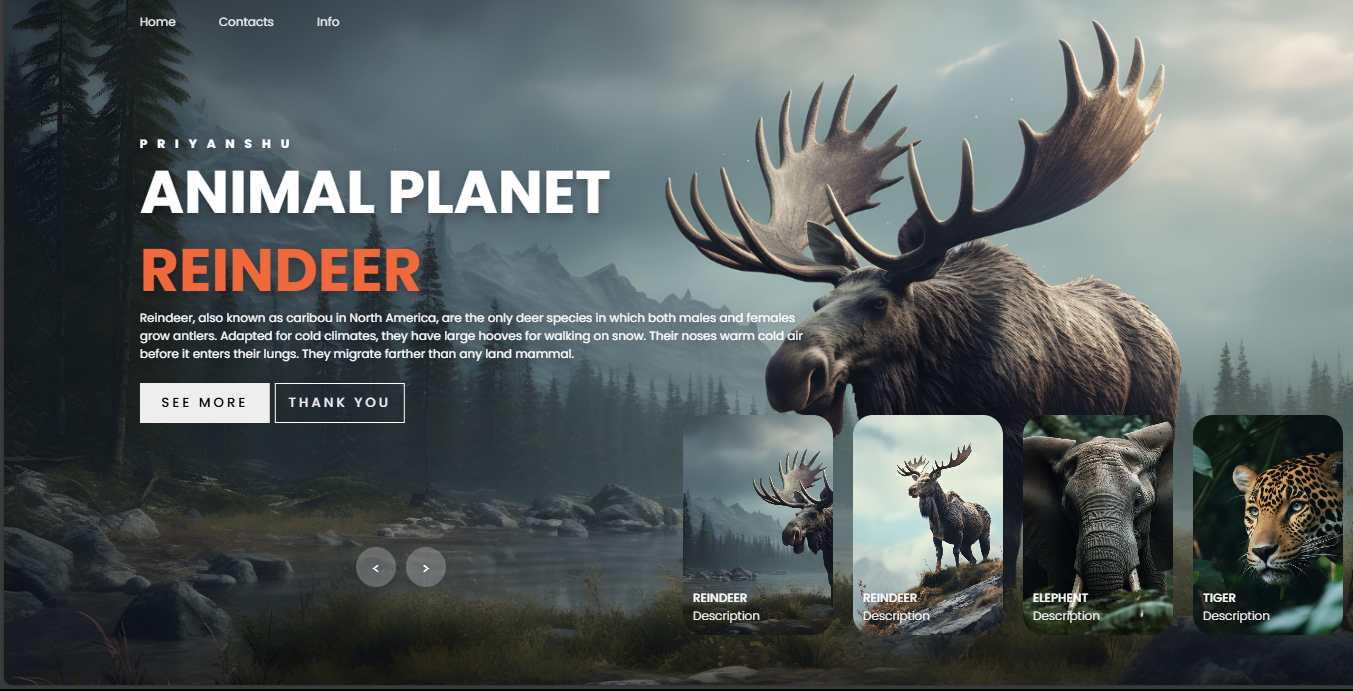 Home Contacts Info
PRIYANSHU
ANIMAL PLANET
REINDEER
Reindeer, also known as caribou in North America, are the only deer species in which both males and females
grow antlers. Adapted for cold climates, they have large hooves for walking on snow. Their noses warm cold air
before it enters their lungs. They migrate farther than any land mammal.
SEE MORE THANK YOU
< >
REINDEER
Description
REINDEER
Description
ELEPHENT
Description
TIGER
Description